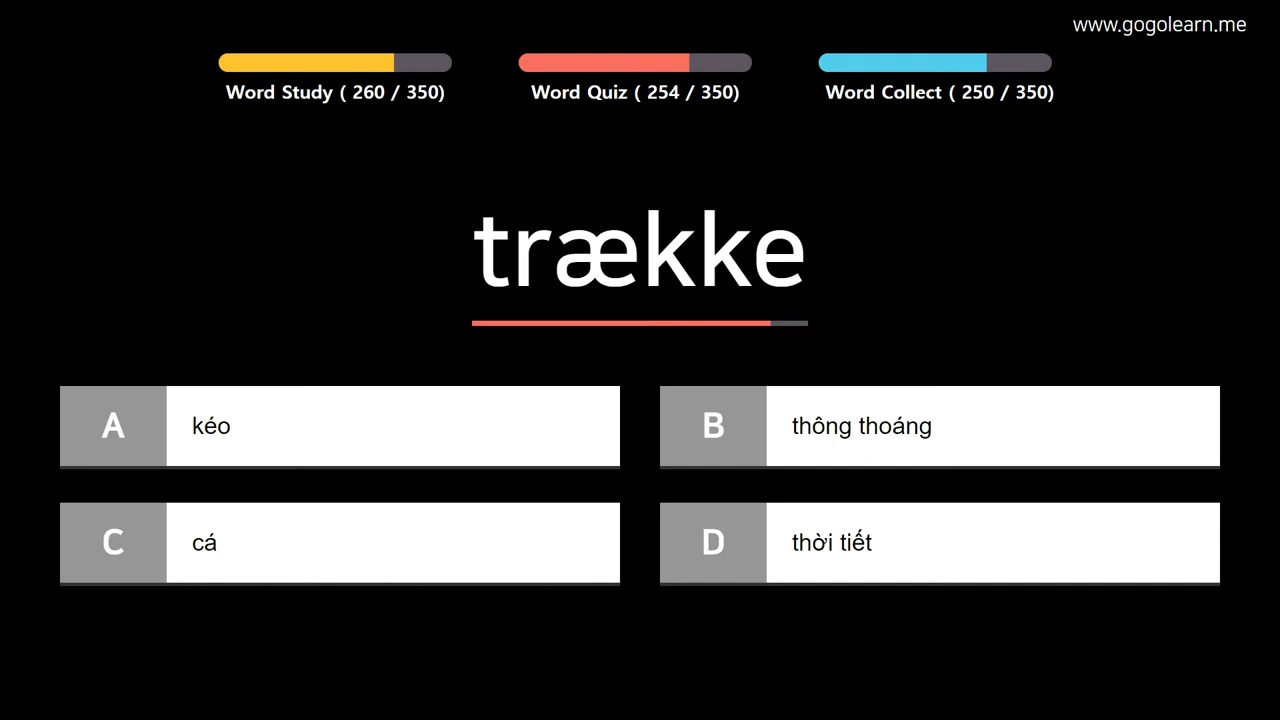 www.gogolearn.me
Word Study ( 260 / 350)
Word Quiz ( 254 / 350)
Word Collect ( 250 / 350)
trække
A kéo
B thông thoáng
C cá
D thời tiết